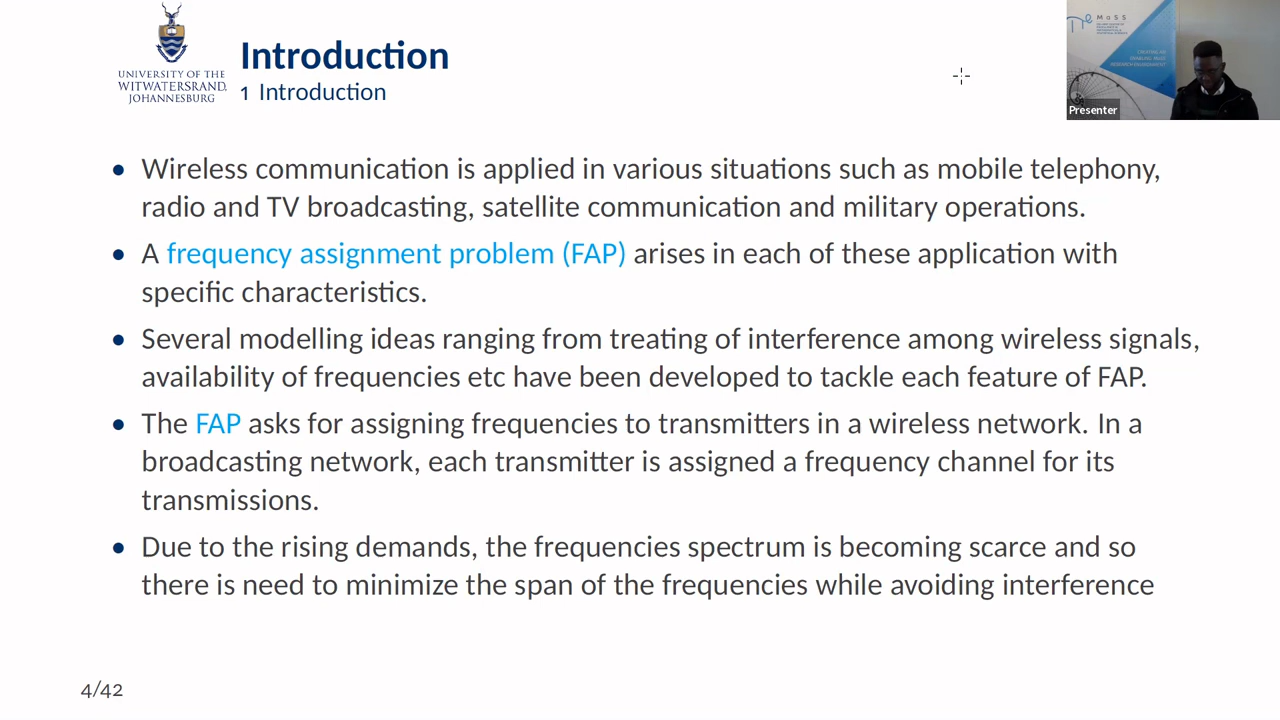 UNIVERSITY OF THE
WITWATERSRAND,
JOHANNESBURG
Introduction
1 Introduction
MaSS
Presenter
• Wireless communication is applied in various situations such as mobile telephony,
radio and TV broadcasting, satellite communication and military operations.
• A frequency assignment problem (FAP) arises in each of these application with
specific characteristics.
• Several modelling ideas ranging from treating of interference among wireless signals,
availability of frequencies etc have been developed to tackle each feature of FAP.
• The FAP asks for assigning frequencies to transmitters in a wireless network. In a
broadcasting network, each transmitter is assigned a frequency channel for its
transmissions.
• Due to the rising demands, the frequencies spectrum is becoming scarce and so
there is need to minimize the span of the frequencies while avoiding interference
4/42